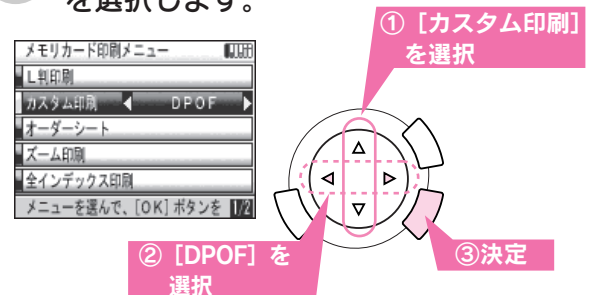 を選択します。
メモリカード印刷メニュー
L判印刷
カスタム印刷 DPOF
オーダーシート
ズーム印刷
全インデックス印刷
メニューを選んで、[OK]ボタンを 1/2
①［カスタム印刷］
を選択
②［DPOF］を
選択
③決定